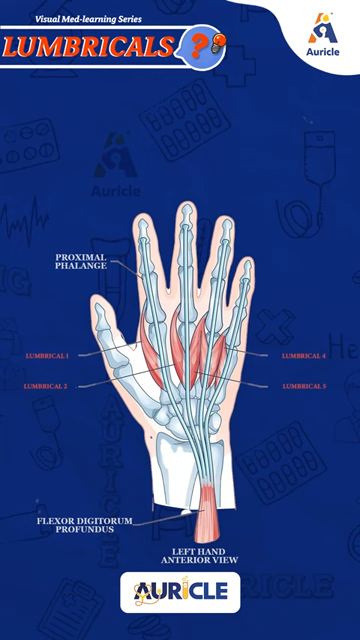 Visual Med-learning Series
LUMBRICALS ?
Auricle
Auricle
PROXIMAL
PHALANGE
LUMBRICAL 1
LUMBRICAL 4
LUMBRICAL 2
LUMBRICAL 5
FLEXOR DIGITORUM
PROFUNDUS
LEFT HAND
ANTERIOR VIEW
AURICLE